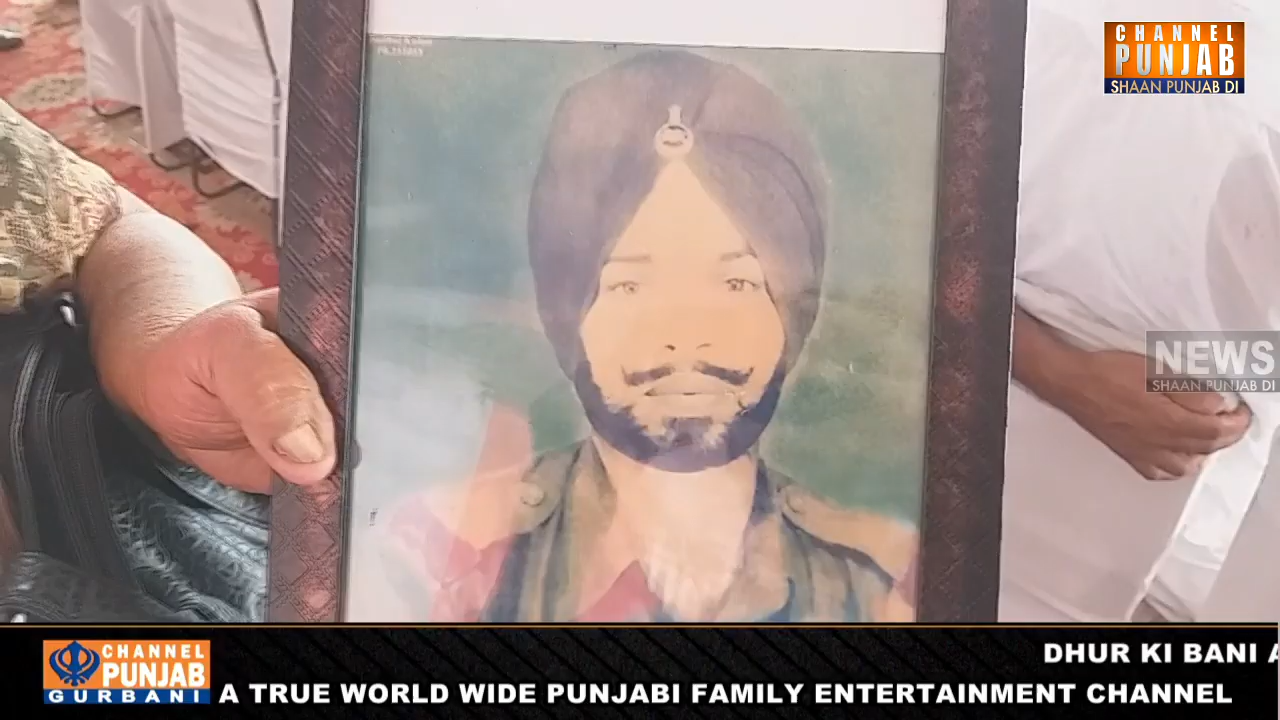 CHANNEL
PUNJAB
SHAAN PUNJAB DI
NEWS
SHAAN PUNJAB DI
CHANNEL
PUNJAB
GURBANI
DHUR KI BANI A
A TRUE WORLD WIDE PUNJABI FAMILY ENTERTAINMENT CHANNEL